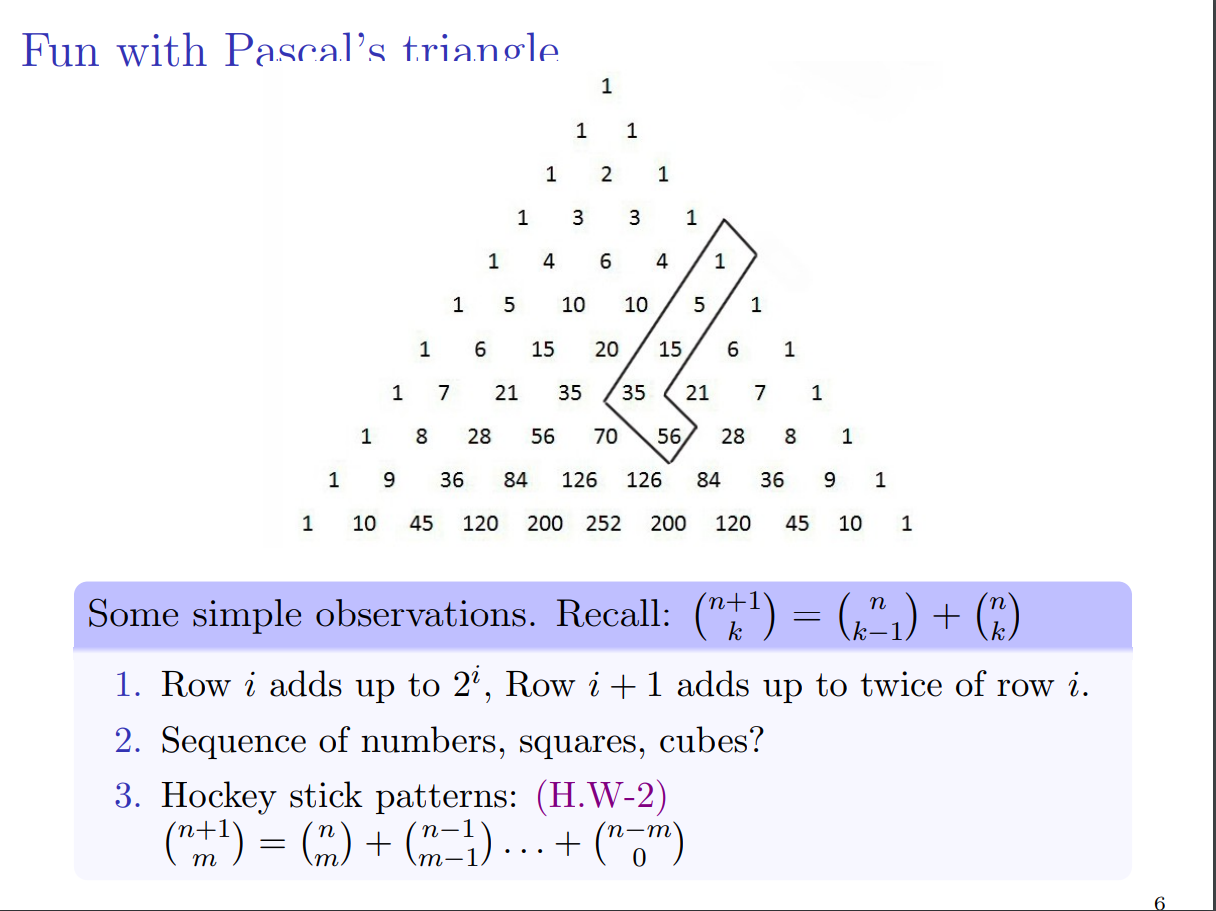 Fun with Pascal's triangle
1
1 1
1 2 1
1 3 3 1
1 4 6 4 1
1 5 10 10 5 1
1 6 15 20 15 6 1
1 7 21 35 35 21 7 1
1 8 28 56 70 56 28 8 1
1 9 36 84 126 126 84 36 9 1
1 10 45 120 200 252 200 120 45 10 1
Some simple observations. Recall: $\binom{n+1}{k} = \binom{n}{k-1} + \binom{n}{k}$
1. Row $i$ adds up to $2^i$, Row $i + 1$ adds up to twice of row $i$.
2. Sequence of numbers, squares, cubes?
3. Hockey stick patterns: (H.W-2)
$\binom{n+1}{m} = \binom{n}{m} + \binom{n-1}{m-1} \ldots + \binom{n-m}{0}$
6